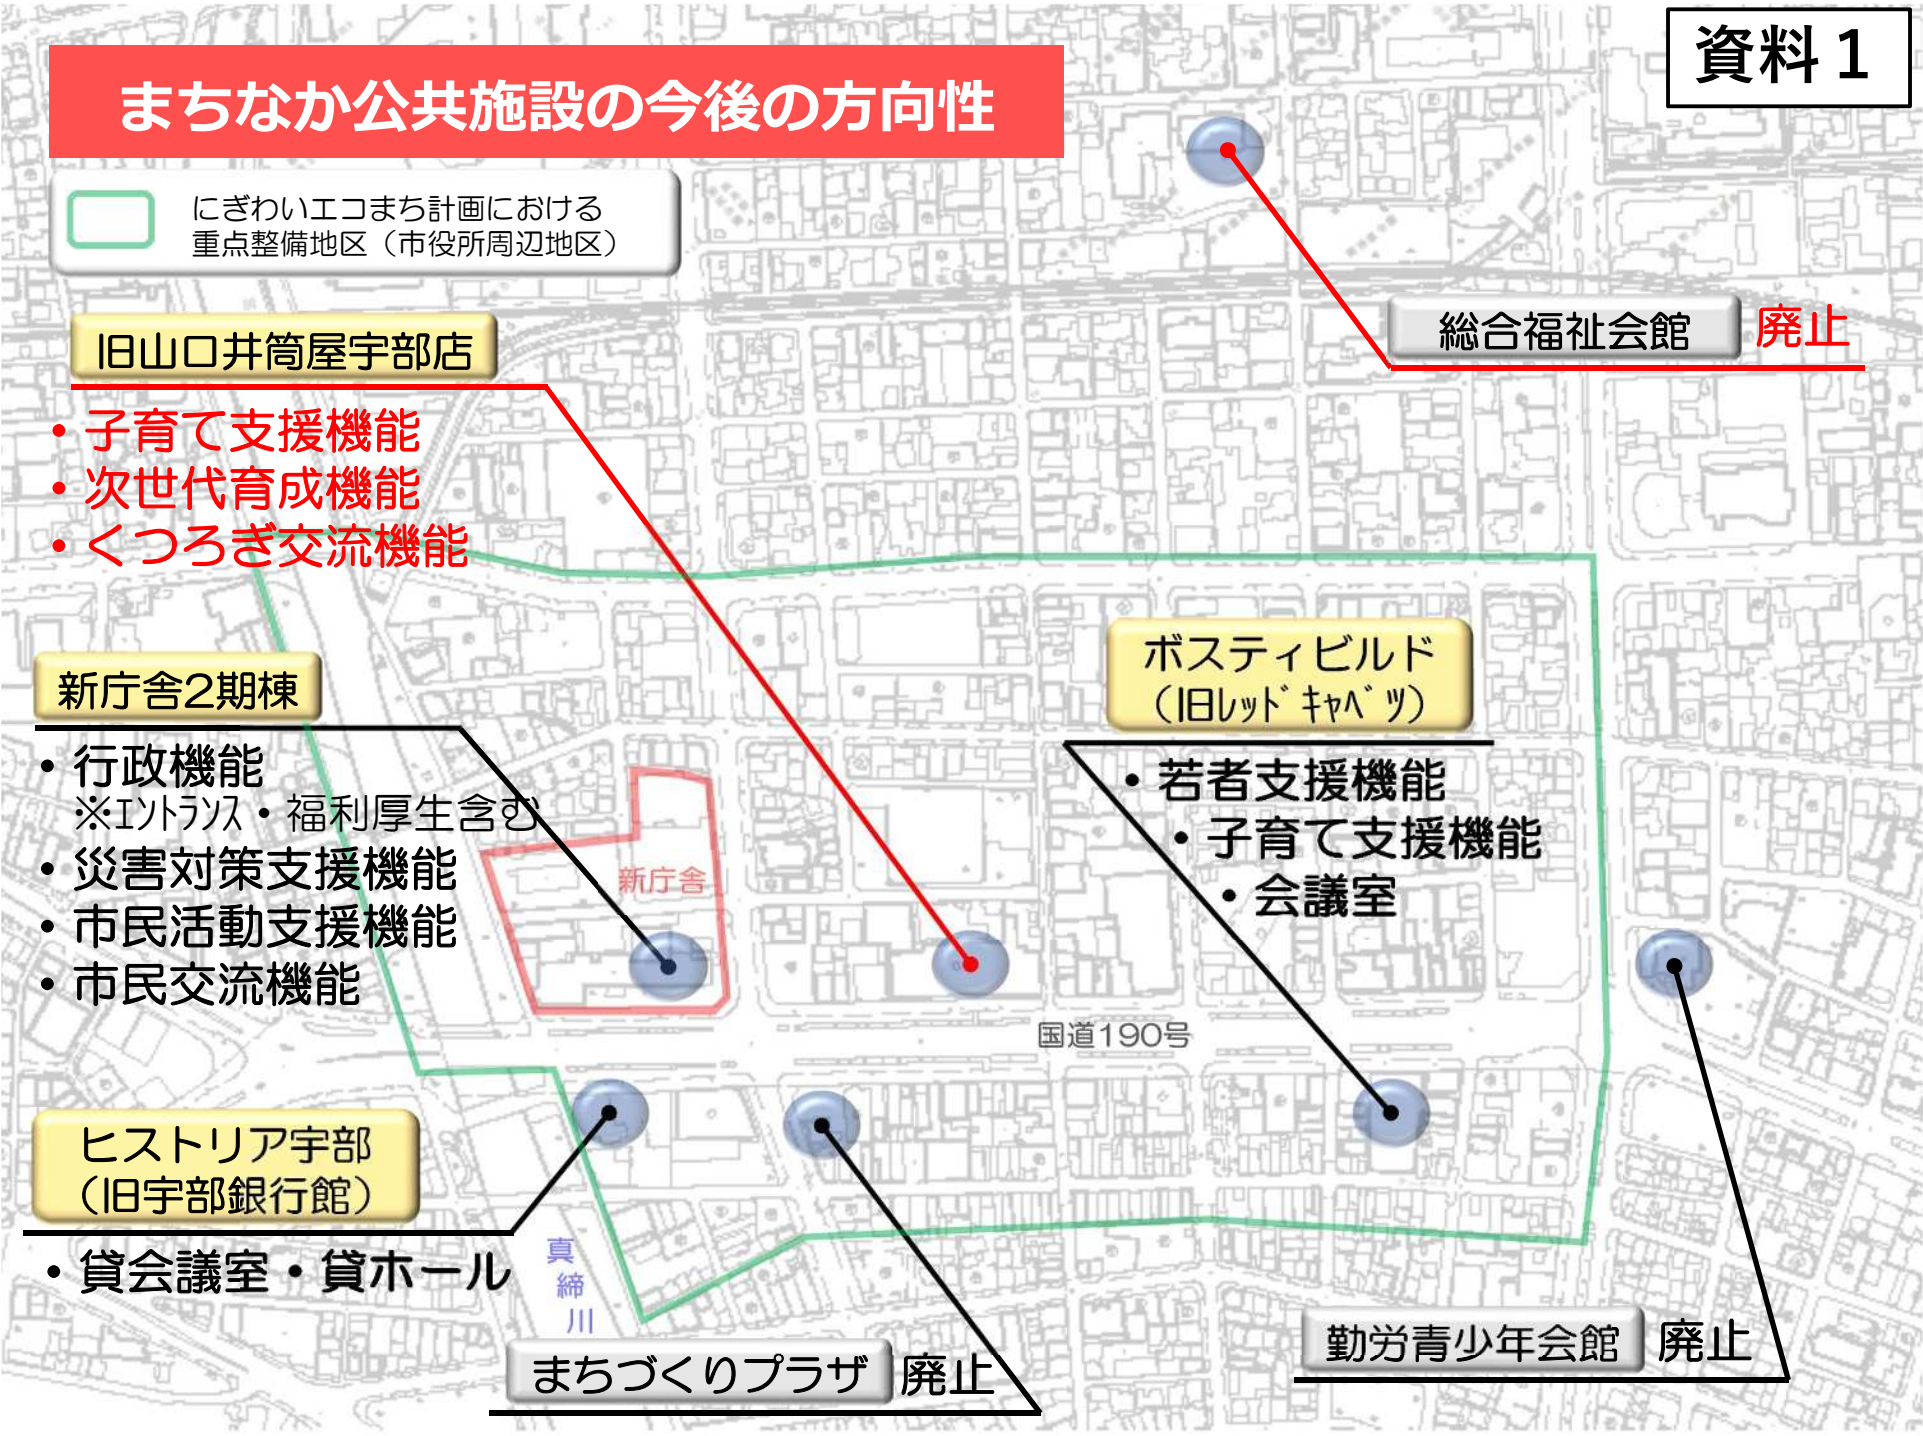 資料１
まちなか公共施設の今後の方向性
にぎわいエコまち計画における
重点整備地区（市役所周辺地区）
総合福祉会館 廃止
旧山口井筒屋宇部店
・子育て支援機能
・次世代育成機能
・くつろぎ交流機能
ボスティビルド
（旧ﾚｯﾄﾞｷｬﾍﾞﾂ）
・若者支援機能
・子育て支援機能
・会議室
新庁舎2期棟
・行政機能
※ｴﾝﾄﾗﾝｽ・福利厚生含む
・災害対策支援機能
・市民活動支援機能
・市民交流機能
新庁舎
国道190号
ヒストリア宇部
（旧宇部銀行館）
・貸会議室・貸ホール
真
締
川
まちづくりプラザ 廃止
勤労青少年会館 廃止